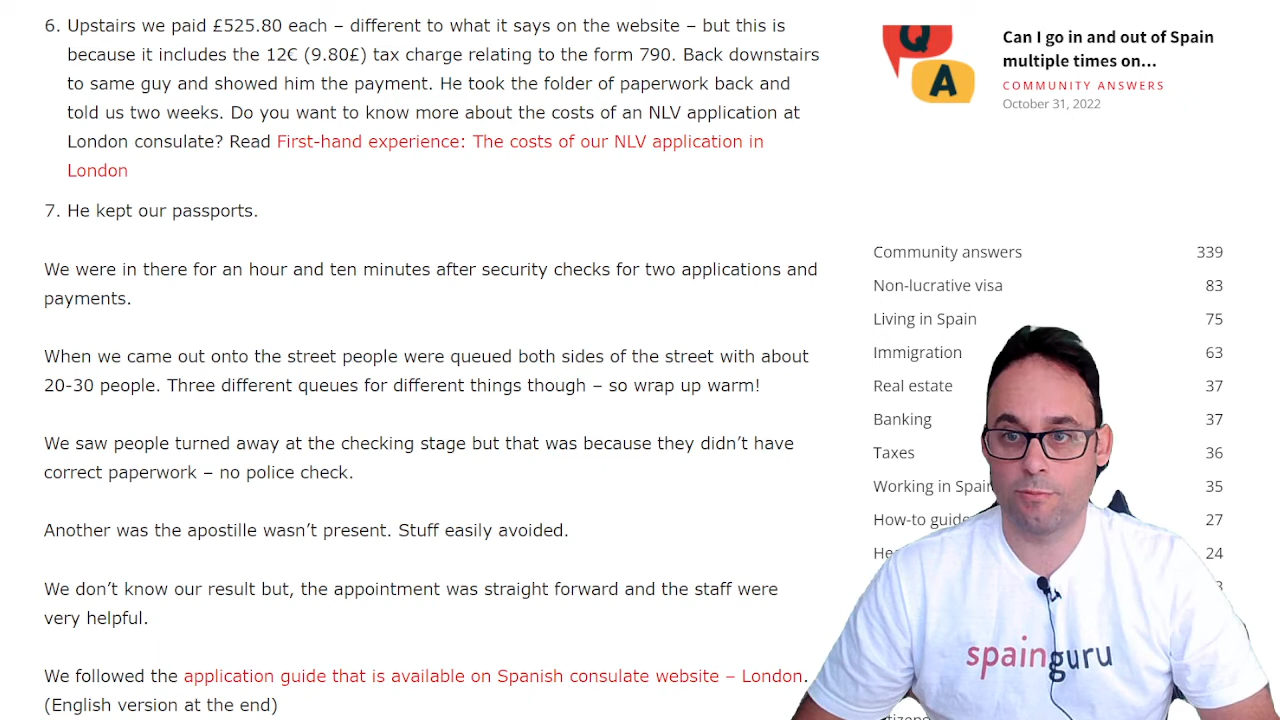 6. Upstairs we paid £525.80 each – different to what it says on the website – but this is
because it includes the 12C (9.80£) tax charge relating to the form 790. Back downstairs
to same guy and showed him the payment. He took the folder of paperwork back and
told us two weeks. Do you want to know more about the costs of an NLV application at
London consulate? Read First-hand experience: The costs of our NLV application in
London
7. He kept our passports.
We were in there for an hour and ten minutes after security checks for two applications and
payments.
When we came out onto the street people were queued both sides of the street with about
20-30 people. Three different queues for different things though – so wrap up warm!
We saw people turned away at the checking stage but that was because they didn’t have
correct paperwork – no police check.
Another was the apostille wasn’t present. Stuff easily avoided.
We don’t know our result but, the appointment was straight forward and the staff were
very helpful.
We followed the application guide that is available on Spanish consulate website – London.
(English version at the end)
Q
A
Can I go in and out of Spain
multiple times on...
COMMUNITY ANSWERS
October 31, 2022
Community answers 339
Non-lucrative visa 83
Living in Spain 75
Immigration 63
Real estate 37
Banking 37
Taxes 36
Working in Spain 35
How-to guide 27
24
spainguru